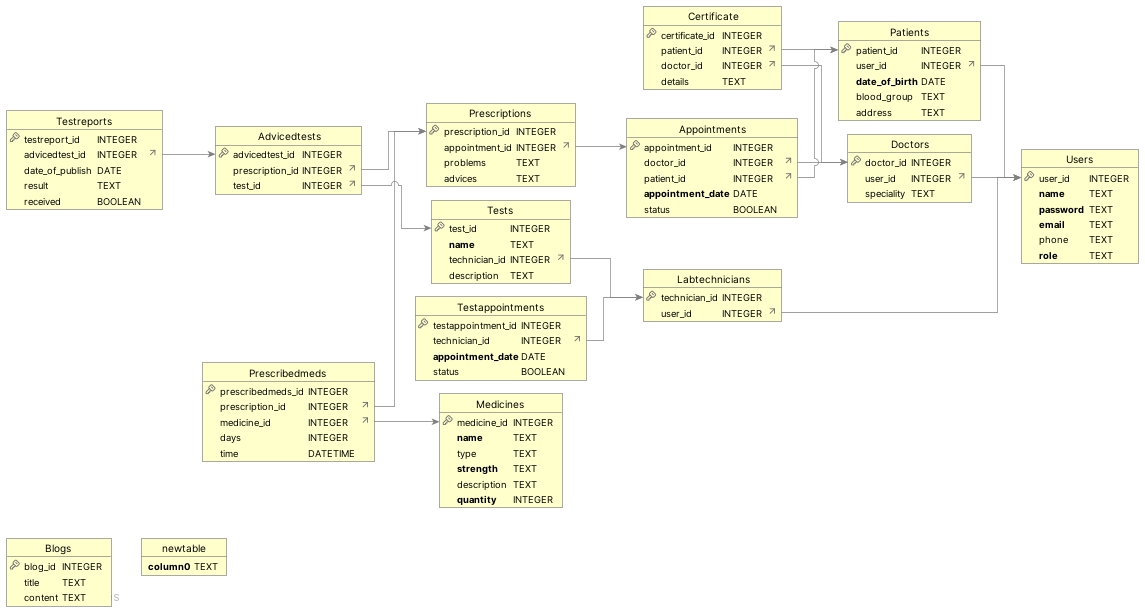 Certificate
certificate_id INTEGER
patient_id INTEGER
doctor_id INTEGER
details TEXT
Patients
patient_id INTEGER
user_id INTEGER
date_of_birth DATE
blood_group TEXT
address TEXT
Testreports
testreport_id INTEGER
advicedtest_id INTEGER
date_of_publish DATE
result TEXT
received BOOLEAN
Advicedtests
advicedtest_id INTEGER
prescription_id INTEGER
test_id INTEGER
Prescriptions
prescription_id INTEGER
appointment_id INTEGER
problems TEXT
advices TEXT
Appointments
appointment_id INTEGER
doctor_id INTEGER
patient_id INTEGER
appointment_date DATE
status BOOLEAN
Doctors
doctor_id INTEGER
user_id INTEGER
speciality TEXT
Users
user_id INTEGER
name TEXT
password TEXT
email TEXT
phone TEXT
role TEXT
Tests
test_id INTEGER
name TEXT
technician_id INTEGER
description TEXT
Labtechnicians
technician_id INTEGER
user_id INTEGER
Testappointments
testappointment_id INTEGER
technician_id INTEGER
appointment_date DATE
status BOOLEAN
Prescribedmeds
prescribedmeds_id INTEGER
prescription_id INTEGER
medicine_id INTEGER
days INTEGER
time DATETIME
Medicines
medicine_id INTEGER
name TEXT
type TEXT
strength TEXT
description TEXT
quantity INTEGER
Blogs
blog_id INTEGER
title TEXT
content TEXT
newtable
column0 TEXT